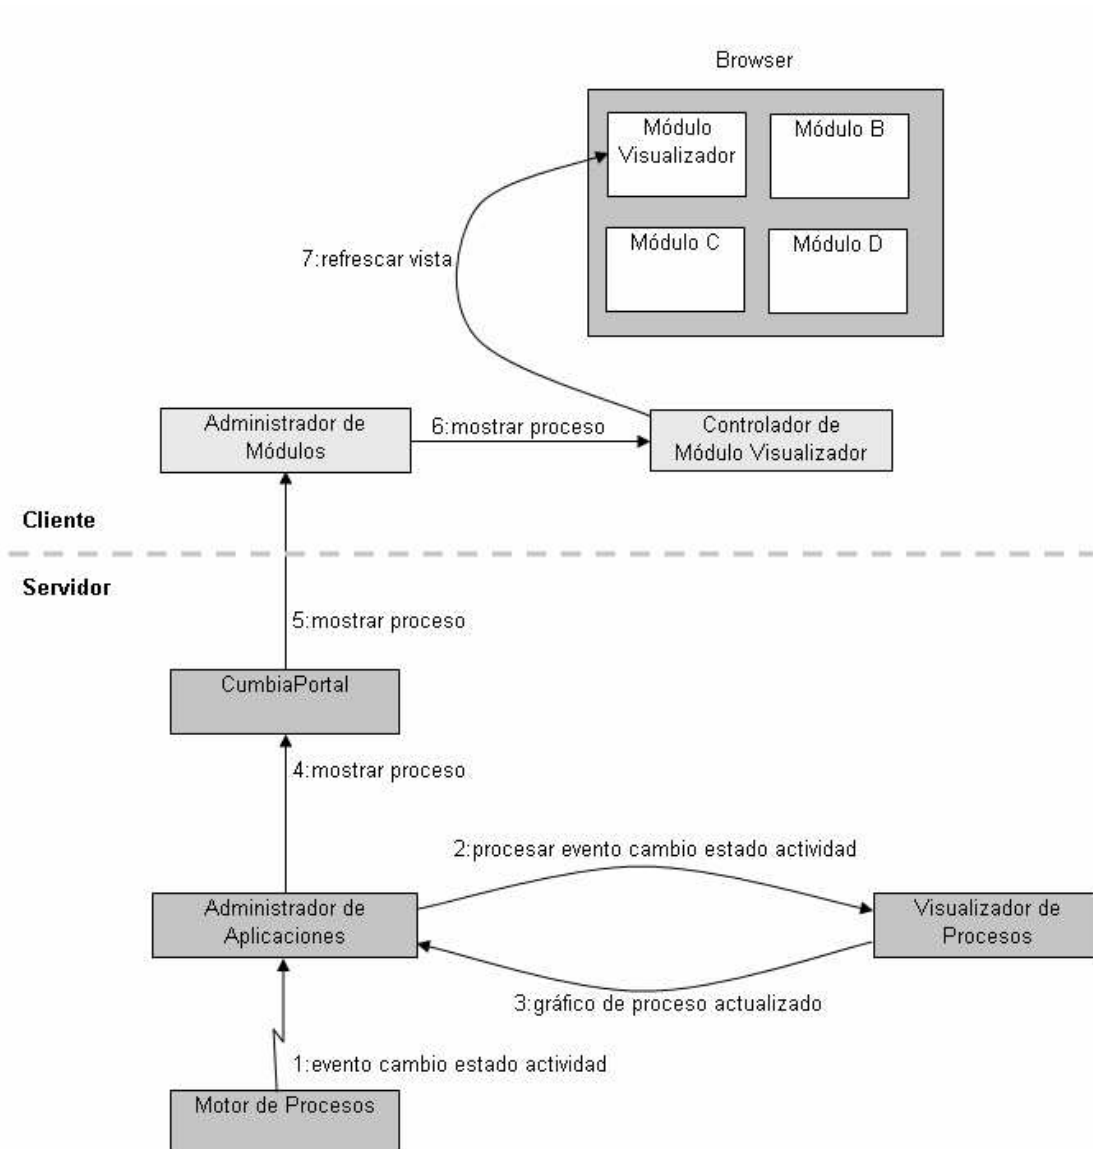 Browser
Módulo
Visualizador
Módulo B
Módulo C
Módulo D
7:refrescar vista
Administrador de
Módulos
6:mostrar proceso
Controlador de
Módulo Visualizador
Cliente
Servidor
5:mostrar proceso
CumbiaPortal
4:mostrar proceso
2:procesar evento cambio estado actividad
Administrador de
Aplicaciones
Visualizador de
Procesos
3:gráfico de proceso actualizado
1:evento cambio estado actividad
Motor de Procesos